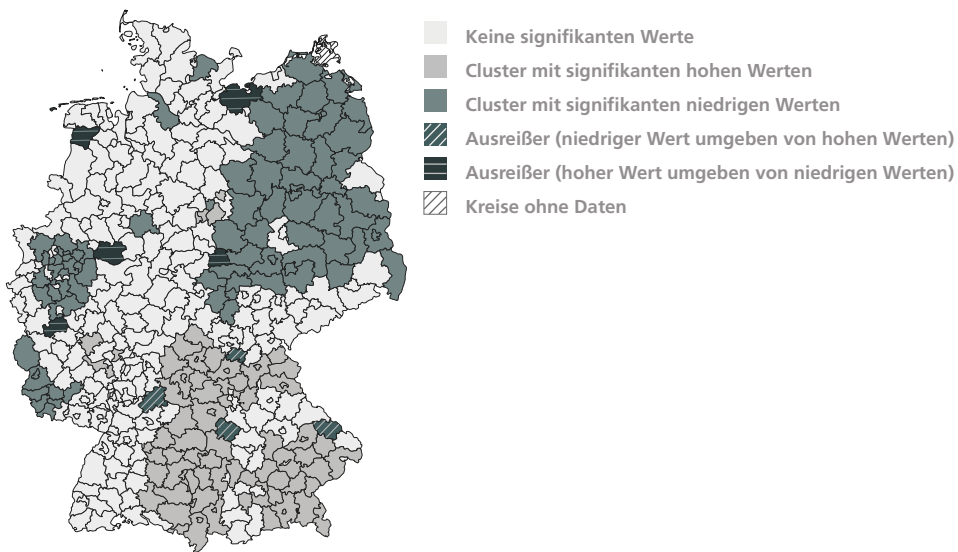 Keine signifikanten Werte
Cluster mit signifikanten hohen Werten
Cluster mit signifikanten niedrigen Werten
Ausreißer (niedriger Wert umgeben von hohen Werten)
Ausreißer (hoher Wert umgeben von niedrigen Werten)
Kreise ohne Daten